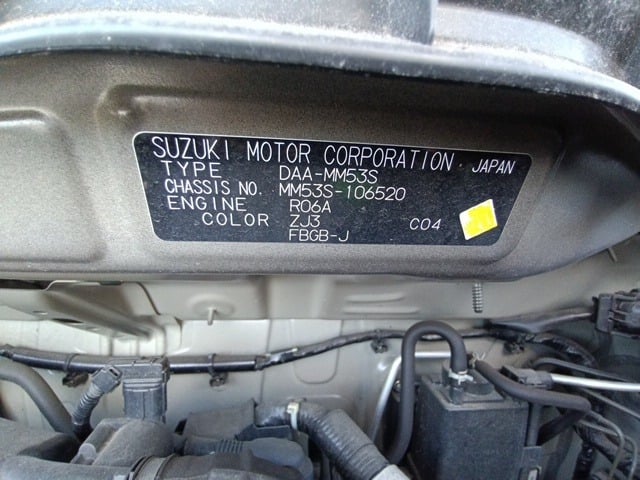 SUZUKI MOTOR CORPORATION . JAPAN
TYPE DAA-MM53S
CHASSIS NO. MM53S-106520
ENGINE R06A
COLOR ZJ3 C04
FBGB-J